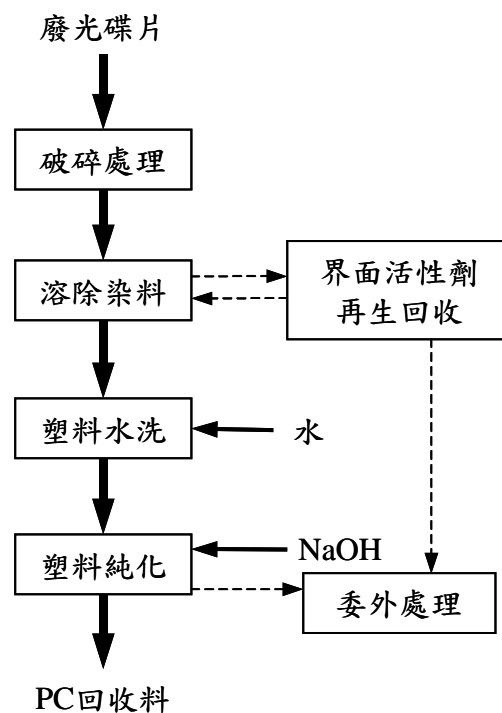 廢光碟片
破碎處理
溶除染料
界面活性劑
再生回收
塑料水洗
水
塑料純化
NaOH
委外處理
PC回收料